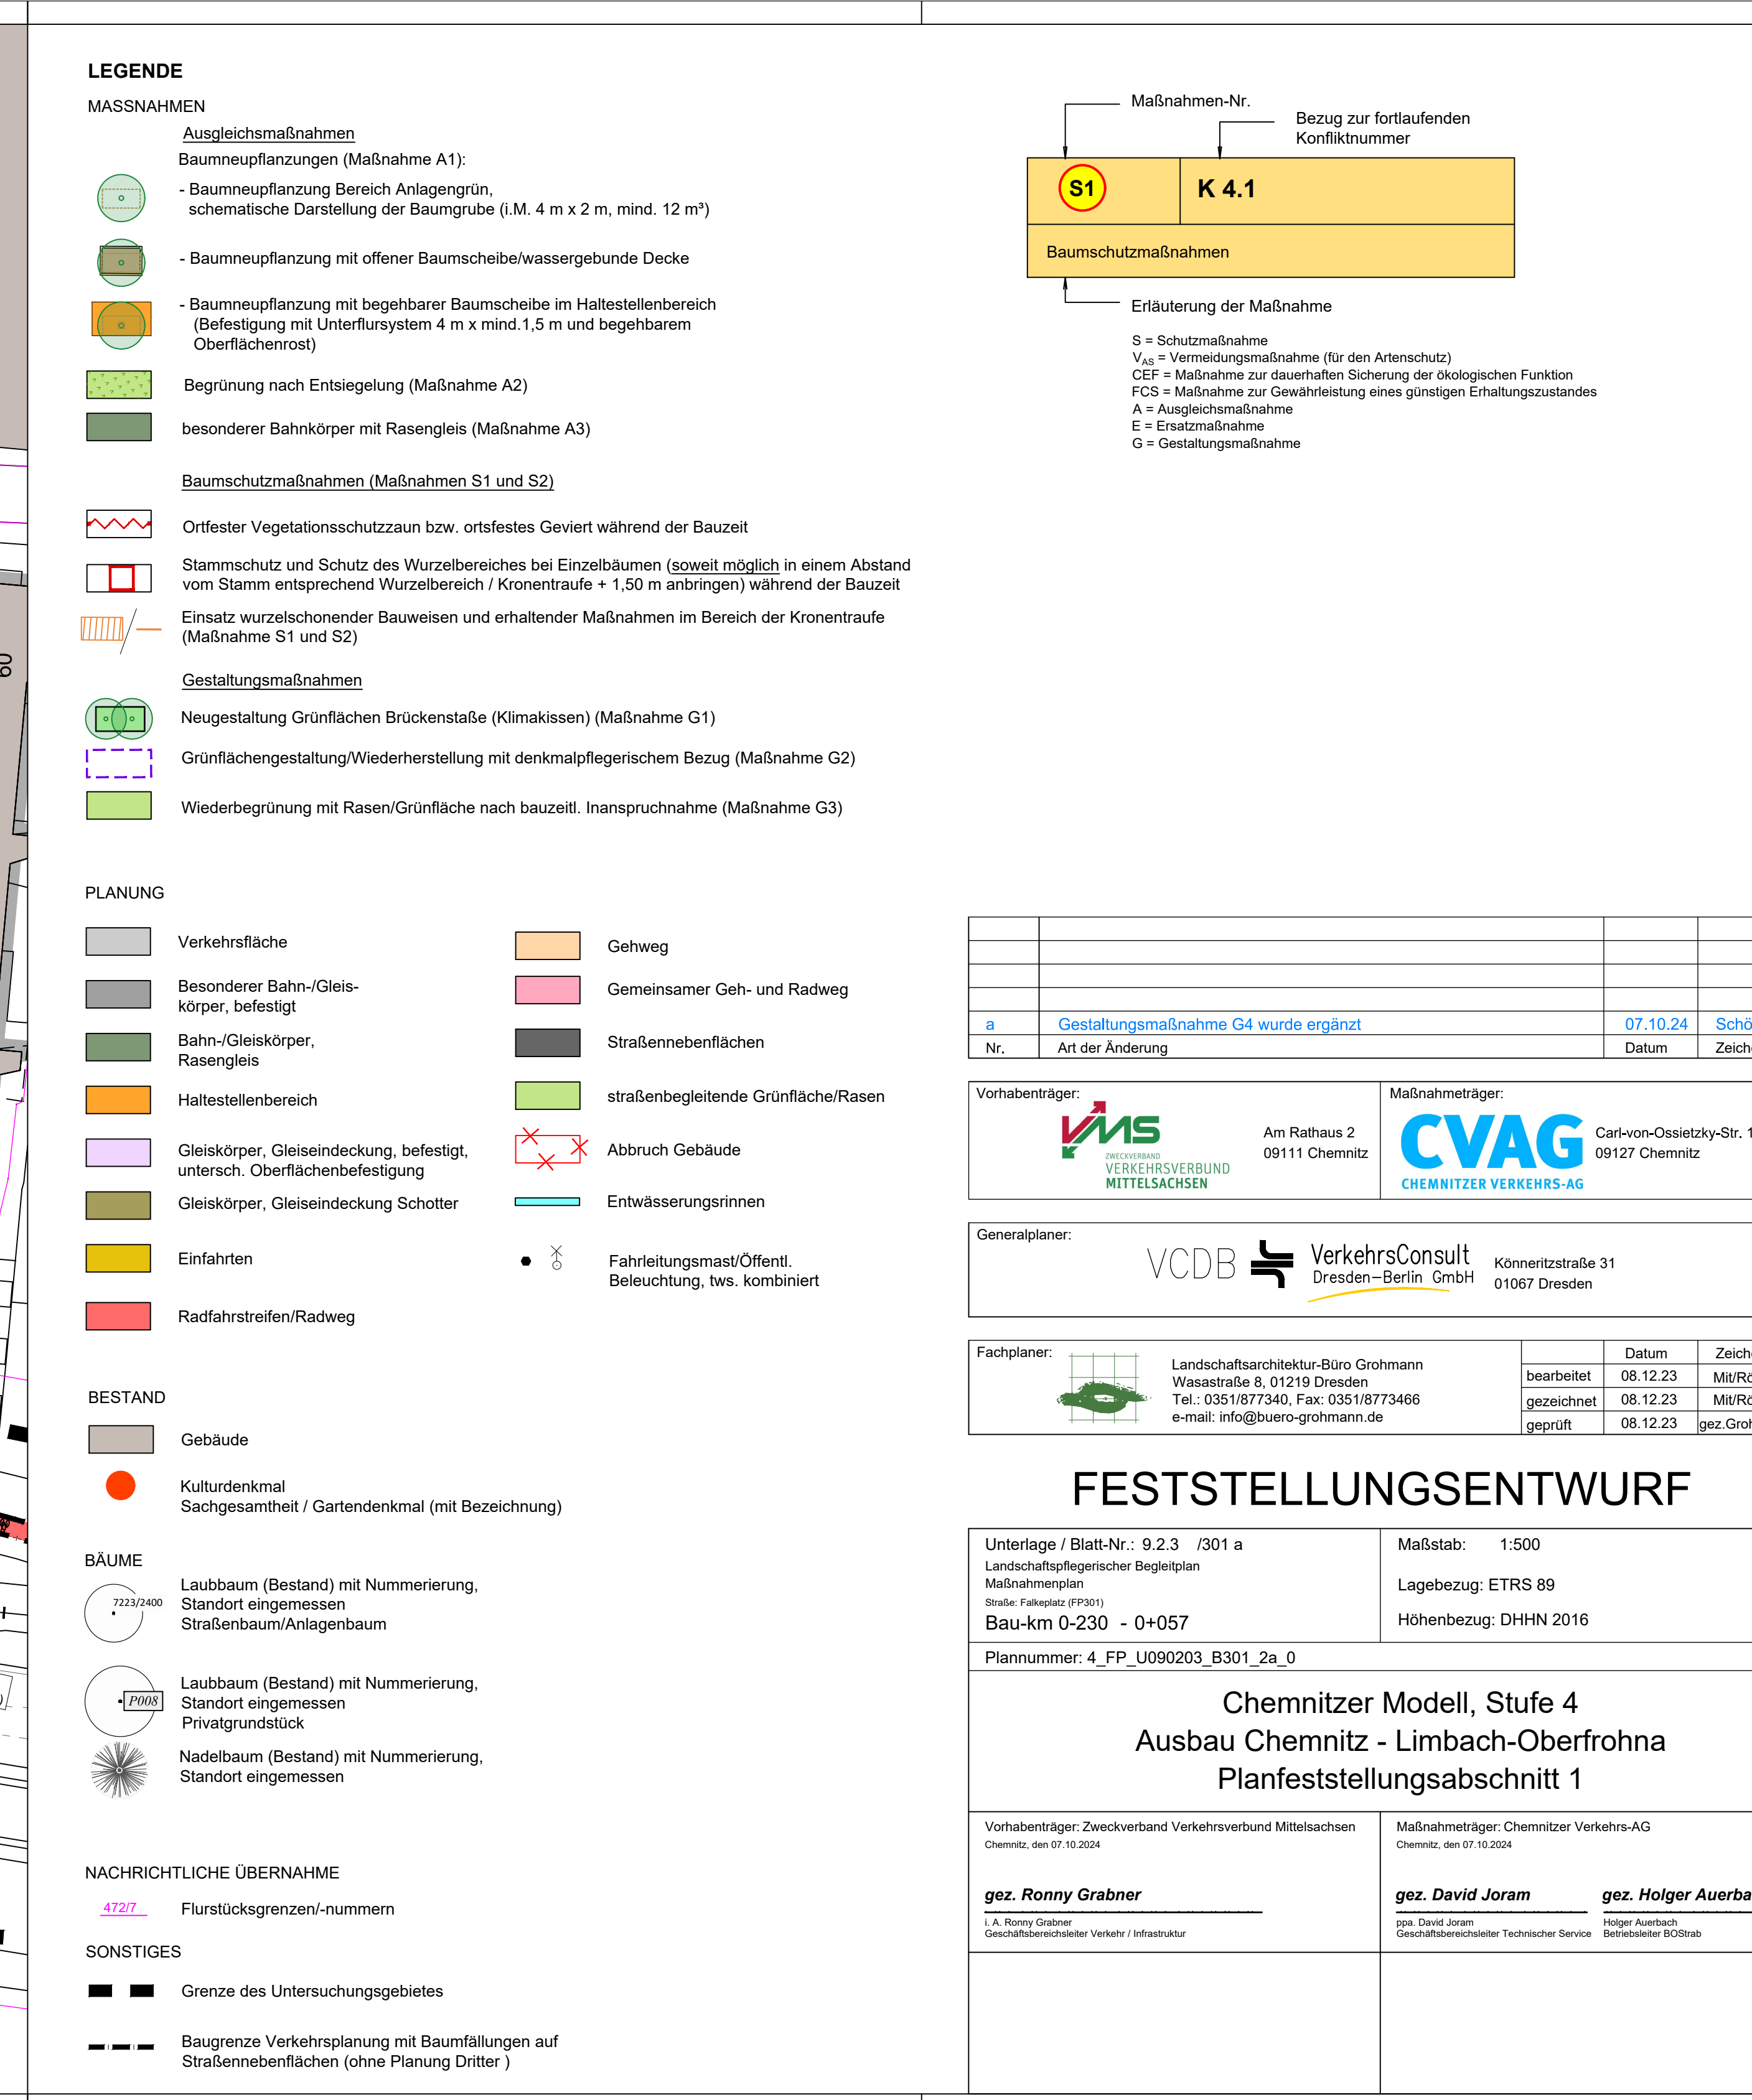 LEGENDE
MASSNAHMEN
Ausgleichsmaßnahmen
Baumneupflanzungen (Maßnahme A1):
- Baumneupflanzung Bereich Anlagengrün,
schematische Darstellung der Baumgrube (i.M. 4 m x 2 m, mind. 12 m³)
- Baumneupflanzung mit offener Baumscheibe/wassergebunde Decke
- Baumneupflanzung mit begehbarer Baumscheibe im Haltestellenbereich
(Befestigung mit Unterflursystem 4 m x mind.1,5 m und begehbarem
Oberflächenrost)
Begrünung nach Entsiegelung (Maßnahme A2)
besonderer Bahnkörper mit Rasengleis (Maßnahme A3)
Baumschutzmaßnahmen (Maßnahmen S1 und S2)
Ortfester Vegetationsschutzzaun bzw. ortsfestes Geviert während der Bauzeit
Stammschutz und Schutz des Wurzelbereiches bei Einzelbäumen (soweit möglich in einem Abstand
vom Stamm entsprechend Wurzelbereich / Kronentraufe + 1,50 m anbringen) während der Bauzeit
Einsatz wurzelschonender Bauweisen und erhaltender Maßnahmen im Bereich der Kronentraufe
(Maßnahme S1 und S2)
Gestaltungsmaßnahmen
Neugestaltung Grünflächen Brückenstaße (Klimakissen) (Maßnahme G1)
Grünflächengestaltung/Wiederherstellung mit denkmalpflegerischem Bezug (Maßnahme G2)
Wiederbegrünung mit Rasen/Grünfläche nach bauzeitl. Inanspruchnahme (Maßnahme G3)
60
PLANUNG
Verkehrsfläche
Besonderer Bahn-/Gleis-
körper, befestigt
Bahn-/Gleiskörper,
Rasengleis
Haltestellenbereich
Gleiskörper, Gleiseindeckung, befestigt,
untersch. Oberflächenbefestigung
Gleiskörper, Gleiseindeckung Schotter
Einfahrten
Radfahrstreifen/Radweg
Gehweg
Gemeinsamer Geh- und Radweg
Straßennebenflächen
straßenbegleitende Grünfläche/Rasen
Abbruch Gebäude
Entwässerungsrinnen
Fahrleitungsmast/Öffentl.
Beleuchtung, tws. kombiniert
BESTAND
Gebäude
Kulturdenkmal
Sachgesamtheit / Gartendenkmal (mit Bezeichnung)
BÄUME
7223/2400
Laubbaum (Bestand) mit Nummerierung,
Standort eingemessen
Straßenbaum/Anlagenbaum
P008
Laubbaum (Bestand) mit Nummerierung,
Standort eingemessen
Privatgrundstück
Nadelbaum (Bestand) mit Nummerierung,
Standort eingemessen
NACHRICHTLICHE ÜBERNAHME
472/7
Flurstücksgrenzen/-nummern
SONSTIGES
Grenze des Untersuchungsgebietes
Baugrenze Verkehrsplanung mit Baumfällungen auf
Straßennebenflächen (ohne Planung Dritter )
Maßnahmen-Nr.
Bezug zur fortlaufenden
Konfliktnummer
S1 K 4.1
Baumschutzmaßnahmen
Erläuterung der Maßnahme
S = Schutzmaßnahme
VAS = Vermeidungsmaßnahme (für den Artenschutz)
CEF = Maßnahme zur dauerhaften Sicherung der ökologischen Funktion
FCS = Maßnahme zur Gewährleistung eines günstigen Erhaltungszustandes
A = Ausgleichsmaßnahme
E = Ersatzmaßnahme
G = Gestaltungsmaßnahme
a Gestaltungsmaßnahme G4 wurde ergänzt 07.10.24 Schö
Nr. Art der Änderung Datum Zeich
Vorhabenträger:
VMS
ZWECKVERBAND
VERKEHRSVERBUND
MITTELSACHSEN
Am Rathaus 2
09111 Chemnitz
Maßnahmeträger:
CVAG
CHEMNITZER VERKEHRS-AG
Carl-von-Ossietzky-Str. 1
09127 Chemnitz
Generalplaner:
VCDB VerkehrsConsult
Dresden-Berlin GmbH
Könneritzstraße 31
01067 Dresden
Fachplaner:
Landschaftsarchitektur-Büro Grohmann
Wasastraße 8, 01219 Dresden
Tel.: 0351/877340, Fax: 0351/8773466
e-mail: info@buero-grohmann.de
Datum Zeich
bearbeitet 08.12.23 Mit/Rö
gezeichnet 08.12.23 Mit/Rö
geprüft 08.12.23 gez.Groh
FESTSTELLUNGSENTWURF
Unterlage / Blatt-Nr.: 9.2.3 /301 a
Landschaftspflegerischer Begleitplan
Maßnahmenplan
Straße: Falkeplatz (FP301)
Bau-km 0-230 - 0+057
Maßstab: 1:500
Lagebezug: ETRS 89
Höhenbezug: DHHN 2016
Plannummer: 4_FP_U090203_B301_2a_0
Chemnitzer Modell, Stufe 4
Ausbau Chemnitz - Limbach-Oberfrohna
Planfeststellungsabschnitt 1
Vorhabenträger: Zweckverband Verkehrsverbund Mittelsachsen
Chemnitz, den 07.10.2024
gez. Ronny Grabner
i. A. Ronny Grabner
Geschäftsbereichsleiter Verkehr / Infrastruktur
Maßnahmeträger: Chemnitzer Verkehrs-AG
Chemnitz, den 07.10.2024
gez. David Joram gez. Holger Auerba
ppa. David Joram Holger Auerbach
Geschäftsbereichsleiter Technischer Service Betriebsleiter BOStrab